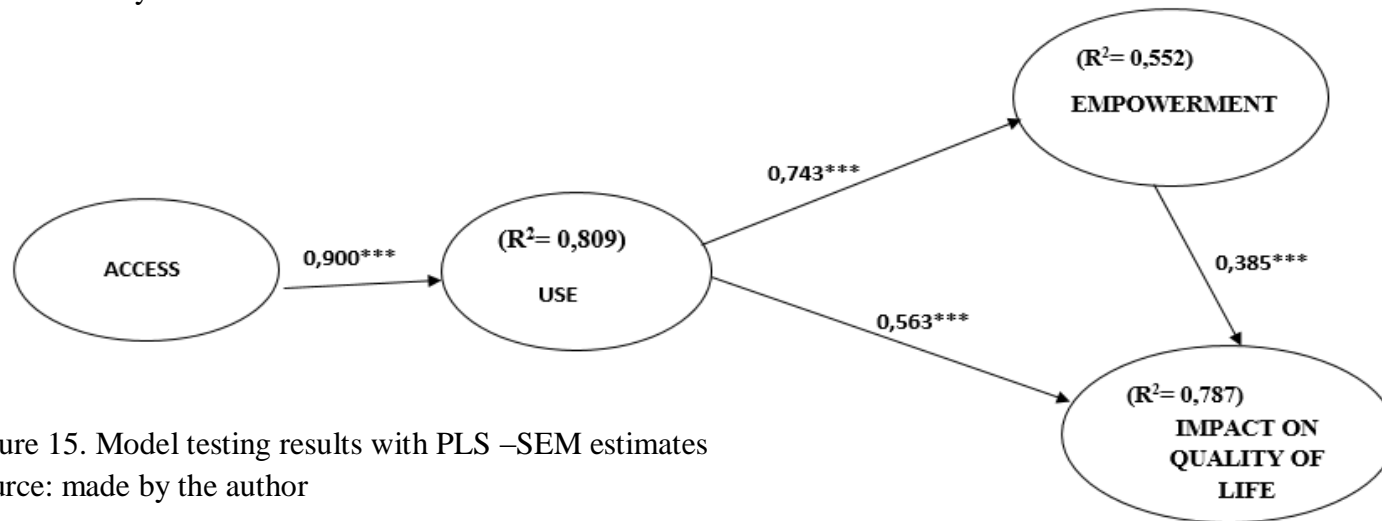 (R²= 0,552)
EMPOWERMENT
0,743***
(R²= 0,809)
0,900***
ACCESS
USE
0,385***
0,563***
(R²= 0,787)
IMPACT ON
QUALITY OF
LIFE
ure 15. Model testing results with PLS –SEM estimates
urce: made by the author